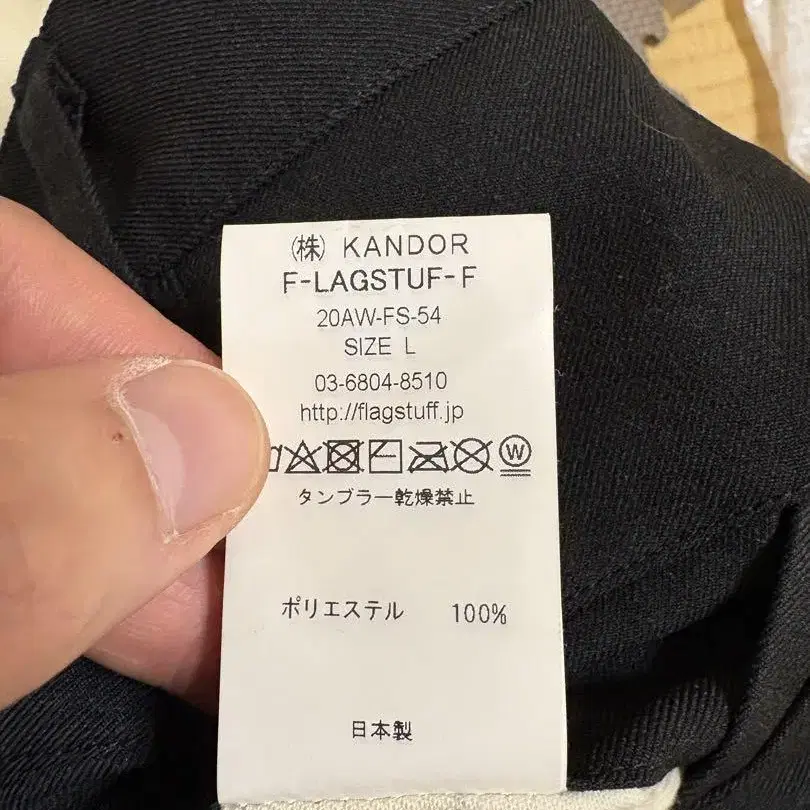 (株) KANDOR
F-LAGSTUF-F
20AW-FS-54
SIZE L
03-6804-8510
http://flagstuff.jp
W
タンブラー乾燥禁止
ポリエステル 100%
日本製